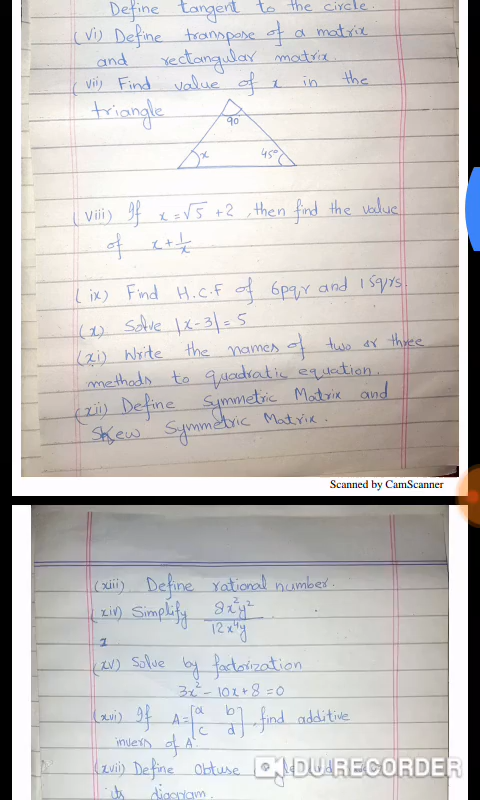 Define tangent to the circle.
(vi) Define transpose of a matrix
and rectangular matrix.
(vii) Find value of x in the
triangle
90
x
45°
(viii) If x = √5 + 2, then find the value
of x + 1/x
(ix) Find H.C.F of 6pqr and 15qrs.
(x) Solve |x-3| = 5
(xi) Write the names of two or three
methods to quadratic equation.
(xii) Define Symmetric Matrix and
Skew Symmetric Matrix.
Scanned by CamScanner
(xiii) Define rational number.
(xiv) Simplify 8x²y²/12x⁴y
(xv) Solve by factorization
3x² - 10x + 8 = 0
(xvi) If A = [a b
c d], find additive
invers of A.
(xvii) Define Obtuse
DU RECORDER
its diagram.